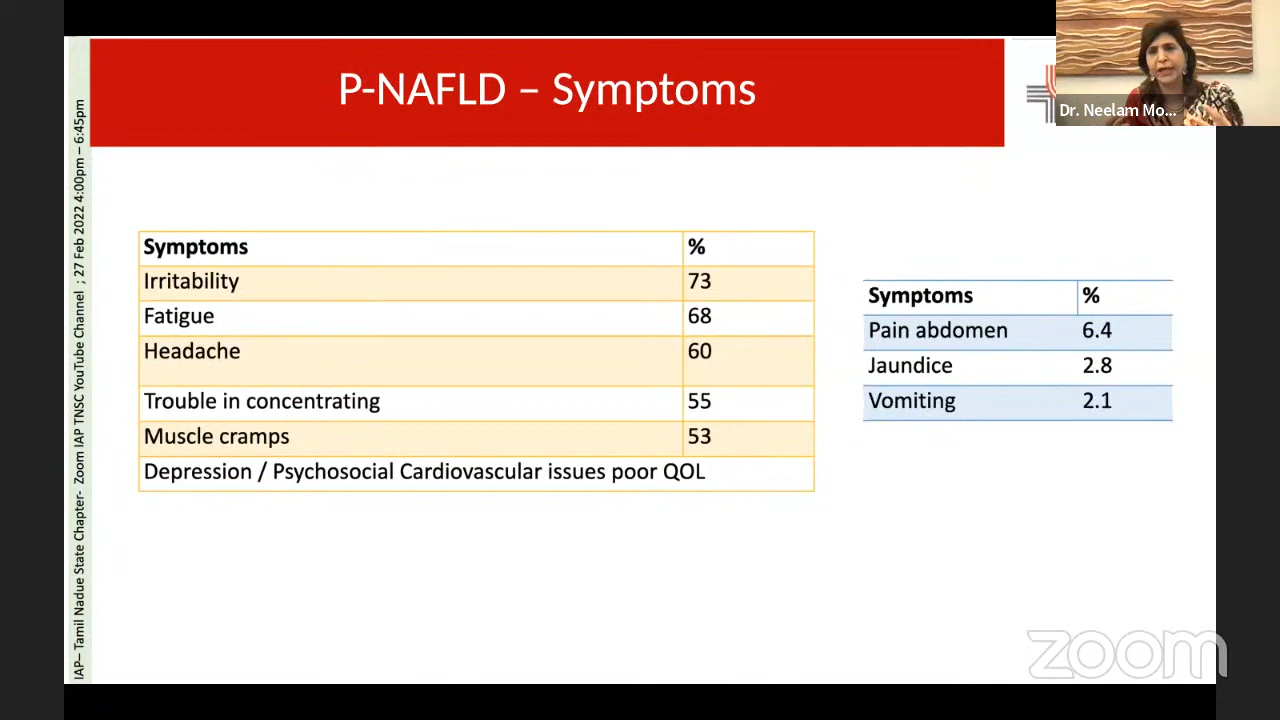 P-NAFLD – Symptoms
Dr. Neelam Mo...
IAP– Tamil Nadue State Chapter- Zoom IAP TNSC YouTube Channel ; 27 Feb 2022 4:00pm – 6:45pm
Symptoms %
Irritability 73
Fatigue 68
Headache 60
Trouble in concentrating 55
Muscle cramps 53
Depression / Psychosocial Cardiovascular issues poor QOL
Symptoms %
Pain abdomen 6.4
Jaundice 2.8
Vomiting 2.1
zoom